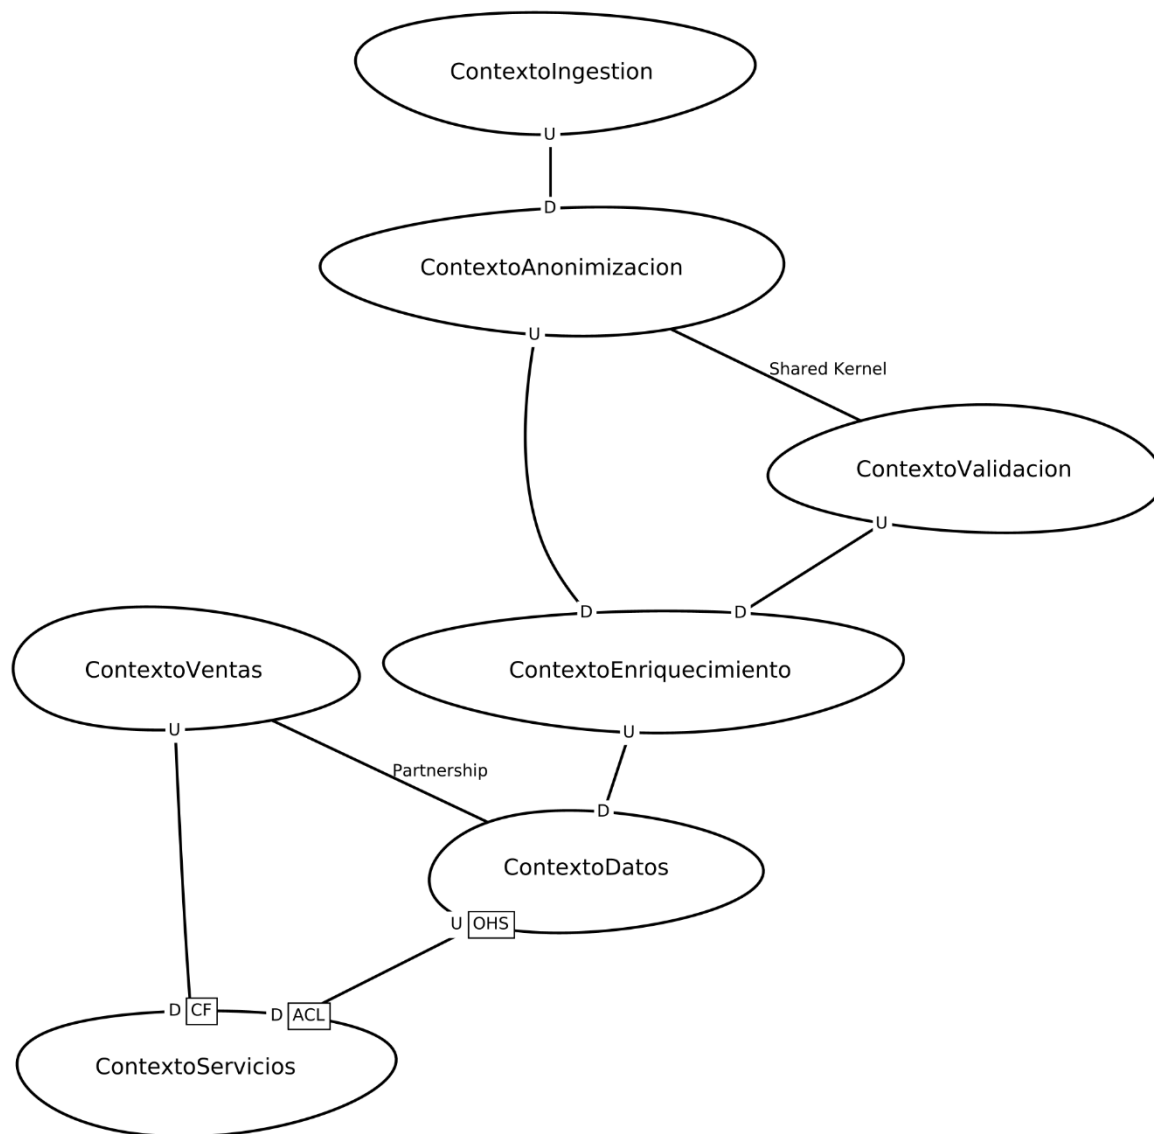 ContextoIngestion
U
D
ContextoAnonimizacion
U
Shared Kernel
ContextoValidacion
U
D D
ContextoVentas
ContextoEnriquecimiento
U
U
Partnership
D
ContextoDatos
U OHS
D CF D ACL
ContextoServicios